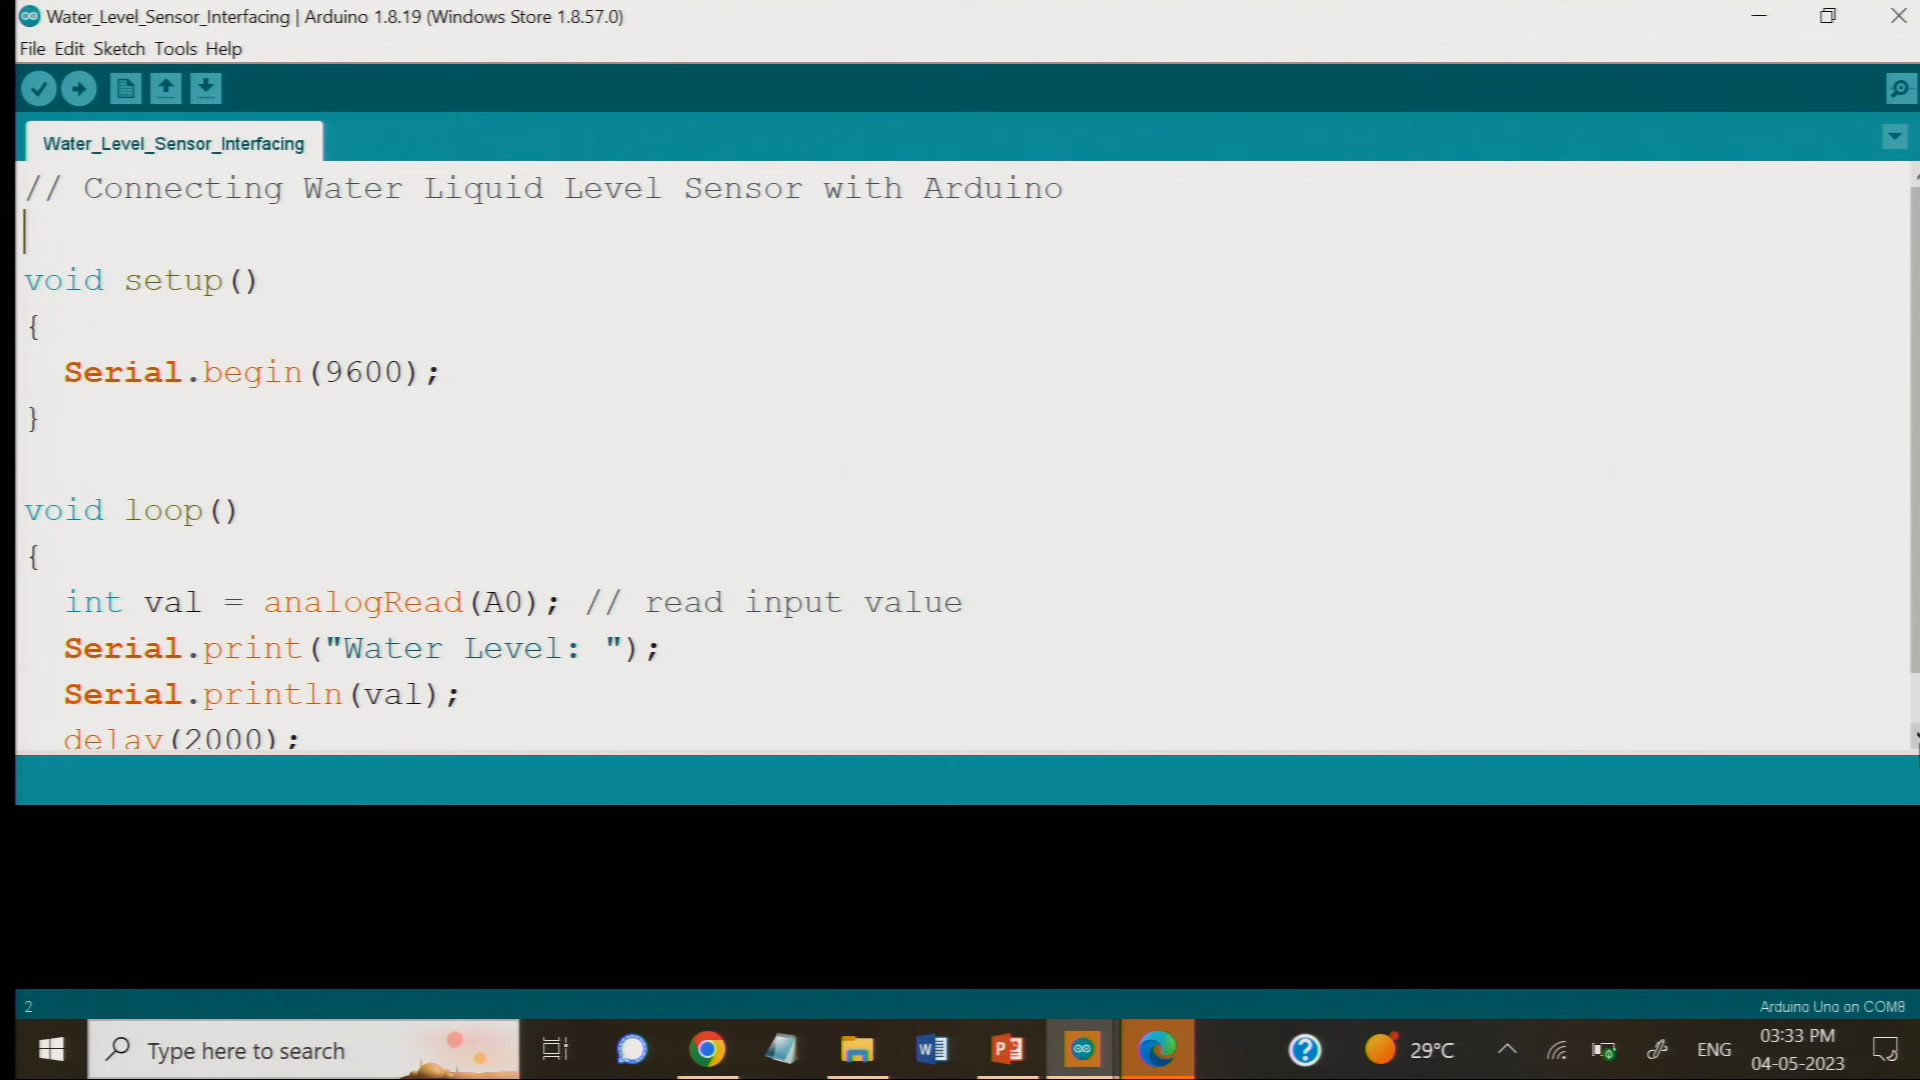 Water_Level_Sensor_Interfacing | Arduino 1.8.19 (Windows Store 1.8.57.0)
File Edit Sketch Tools Help
Water_Level_Sensor_Interfacing
// Connecting Water Liquid Level Sensor with Arduino
void setup()
{
Serial.begin(9600);
}
void loop()
{
int val = analogRead(A0); // read input value
Serial.print("Water Level: ");
Serial.println(val);
delay(2000);
2
Arduino Uno on COM8
Type here to search
29°C
ENG
03:33 PM
04-05-2023